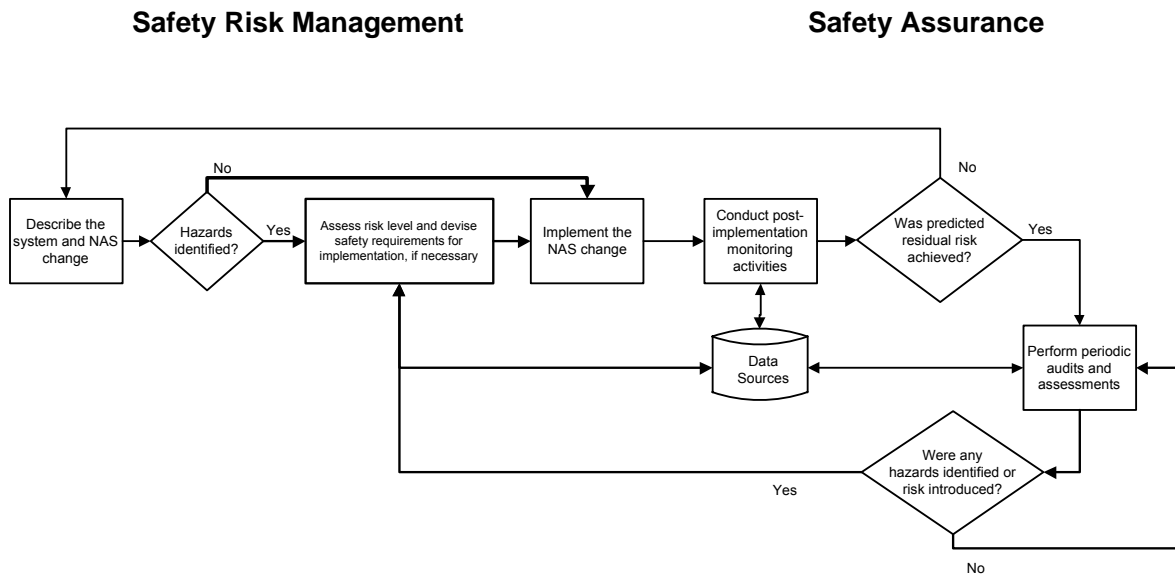 Safety Risk Management
Safety Assurance
No
No
Describe the
system and NAS
change
Hazards
identified?
Yes
Assess risk level and devise
safety requirements for
implementation, if necessary
Implement the
NAS change
Conduct post-
implementation
monitoring
activities
Was predicted
residual risk
achieved?
Yes
Data
Sources
Perform periodic
audits and
assessments
Were any
hazards identified or
risk introduced?
Yes
No